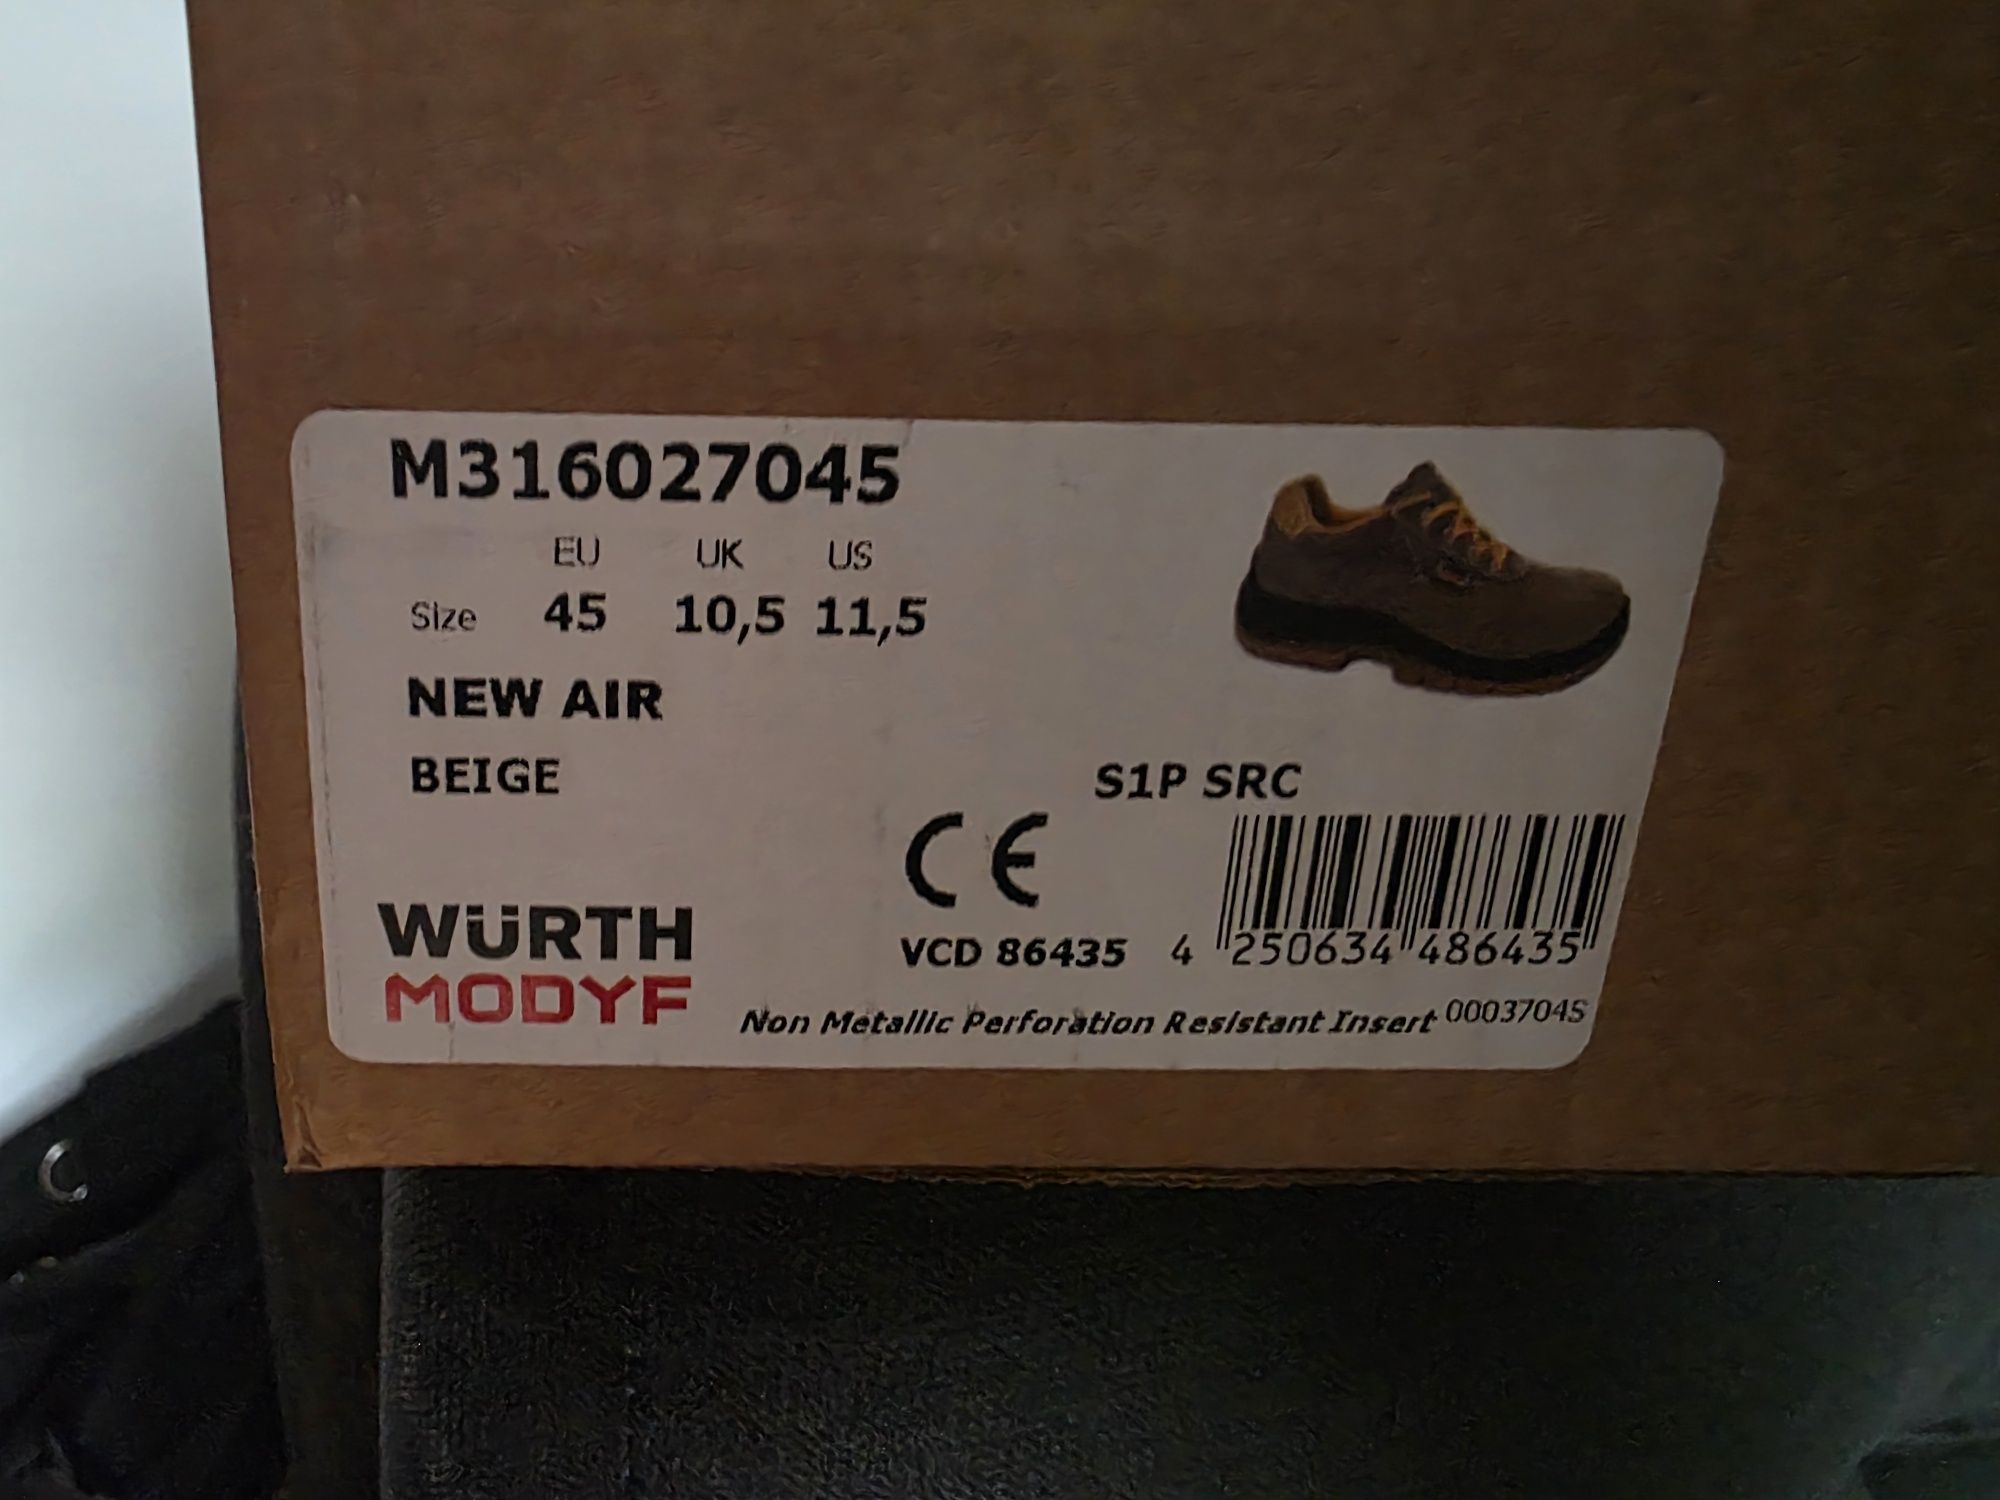 M316027045
EU UK US
Size 45 10,5 11,5
NEW AIR
BEIGE
S1P SRC
CE
WÜRTH
MODYF
VCD 86435
4 250634 486435
Non Metallic Perforation Resistant Insert 00037045